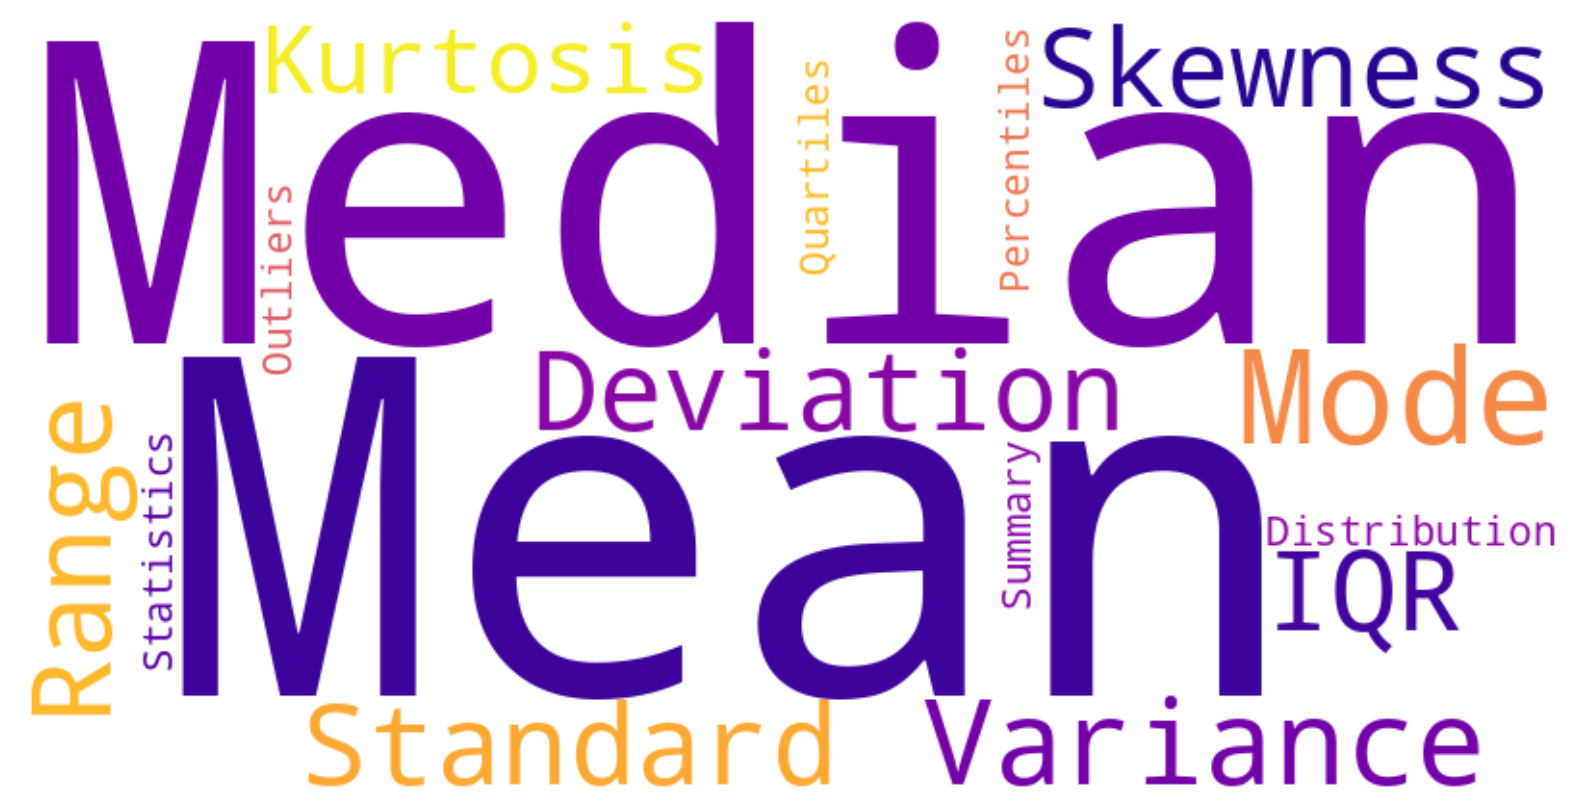 Kurtosis
Skewness
Median
Quartiles
Percentiles
Outliers
Deviation
Mode
Mean
Range
Statistics
Summary
Distribution
IQR
Standard
Variance